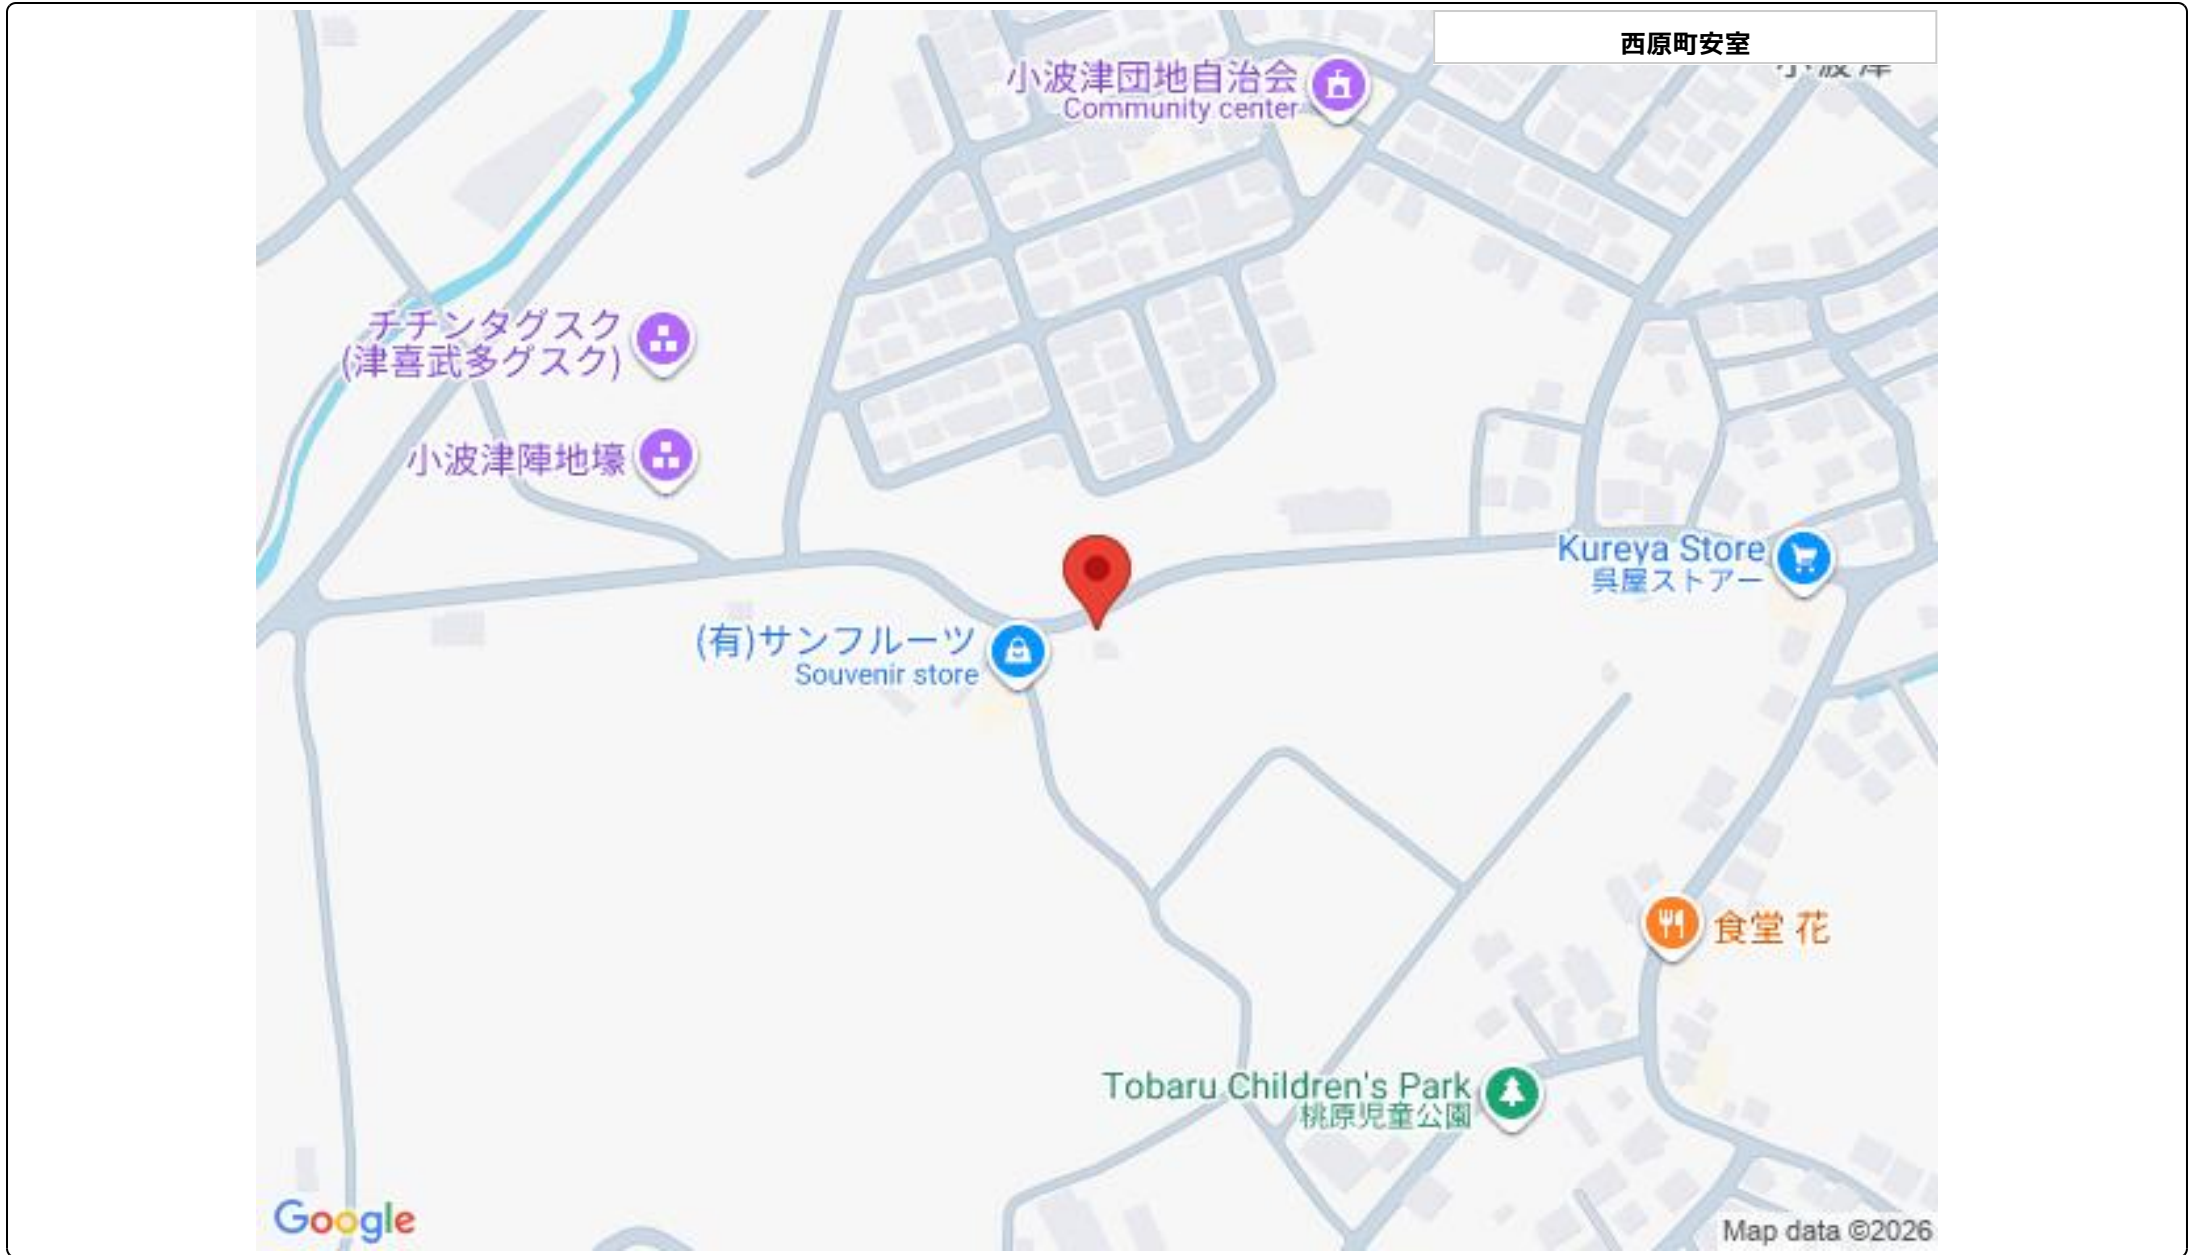 西原町安室
小波津
小波津団地自治会
Community center
チチンタグスク
(津喜武多グスク)
小波津陣地壕
Kureya Store
呉屋ストアー
(有)サンフルーツ
Souvenir store
食堂 花
Tobaru Children's Park
桃原児童公園
Google
Map data ©2026